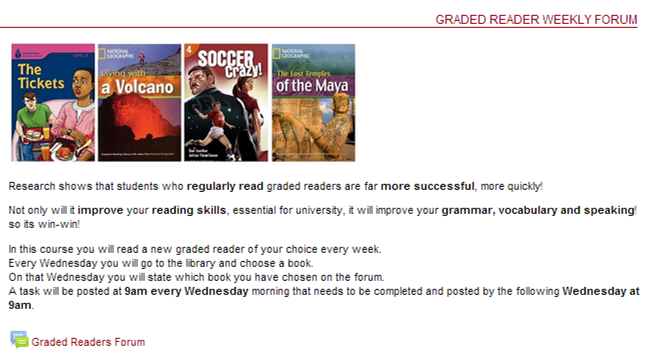 GRADED READER WEEKLY FORUM
The
Tickets
NATIONAL
GEOGRAPHIC
Living with
a Volcano
4
SOCCER
Crazy!
NATIONAL
GEOGRAPHIC
The Lost Temples
of the Maya
Research shows that students who regularly read graded readers are far more successful, more quickly!
Not only will it improve your reading skills, essential for university, it will improve your grammar, vocabulary and speaking!
so its win-win!
In this course you will read a new graded reader of your choice every week.
Every Wednesday you will go to the library and choose a book.
On that Wednesday you will state which book you have chosen on the forum.
A task will be posted at 9am every Wednesday morning that needs to be completed and posted by the following Wednesday at
9am.
Graded Readers Forum